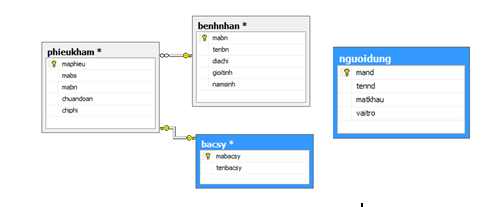 phieukham *
maphieu
mabs
mabn
chuandoan
chiphi
benhnhan *
mabn
tenbn
diachi
gioitinh
namsinh
bacsy *
mabacsy
tenbacsy
nguoidung
mand
tennd
matkhau
vaitro